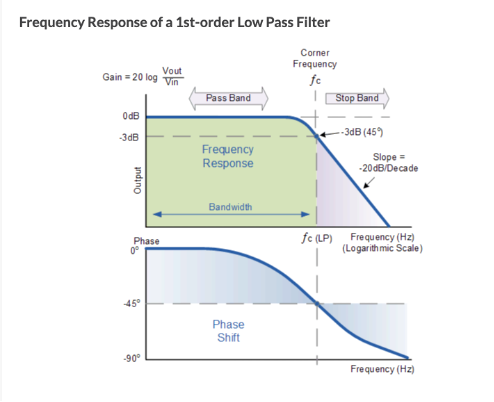 Frequency Response of a 1st-order Low Pass Filter
Corner
Frequency
Gain = 20 log Vout
Vin
fc
Pass Band
Stop Band
0dB
-3dB
-3dB (45°)
Frequency
Response
Slope =
-20dB/Decade
Output
Bandwidth
fc (LP)
Frequency (Hz)
(Logarithmic Scale)
Phase
0°
-45°
Phase
Shift
-90°
Frequency (Hz)